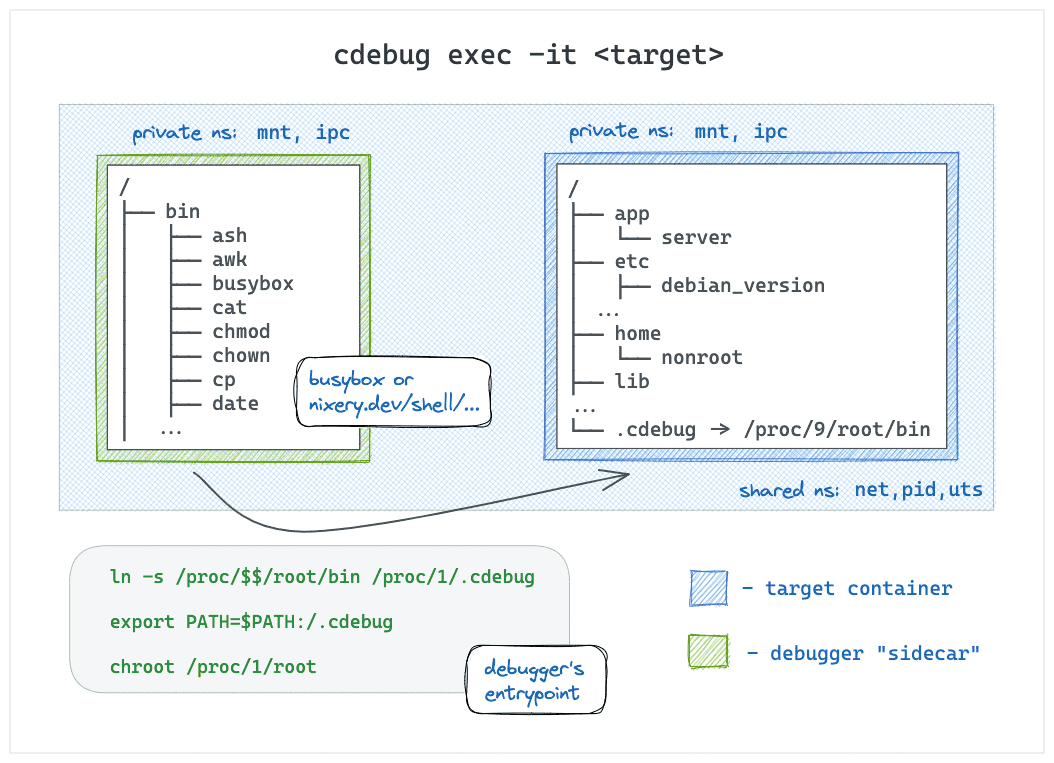 cdebug exec -it <target>
private ns: mnt, ipc
/
├── bin
│   ├── ash
│   ├── awk
│   ├── busybox
│   ├── cat
│   ├── chmod
│   ├── chown
│   ├── cp
│   ├── date
│   ...
busybox or
nixery.dev/shell/...
private ns: mnt, ipc
/
├── app
│   └── server
├── etc
│   ├── debian_version
│ ...
├── home
│   └── nonroot
├── lib
...
└── .cdebug -> /proc/9/root/bin
shared ns: net,pid,uts
ln -s /proc/$$/root/bin /proc/1/.cdebug
export PATH=$PATH:/.cdebug
chroot /proc/1/root
debugger's
entrypoint
- target container
- debugger "sidecar"